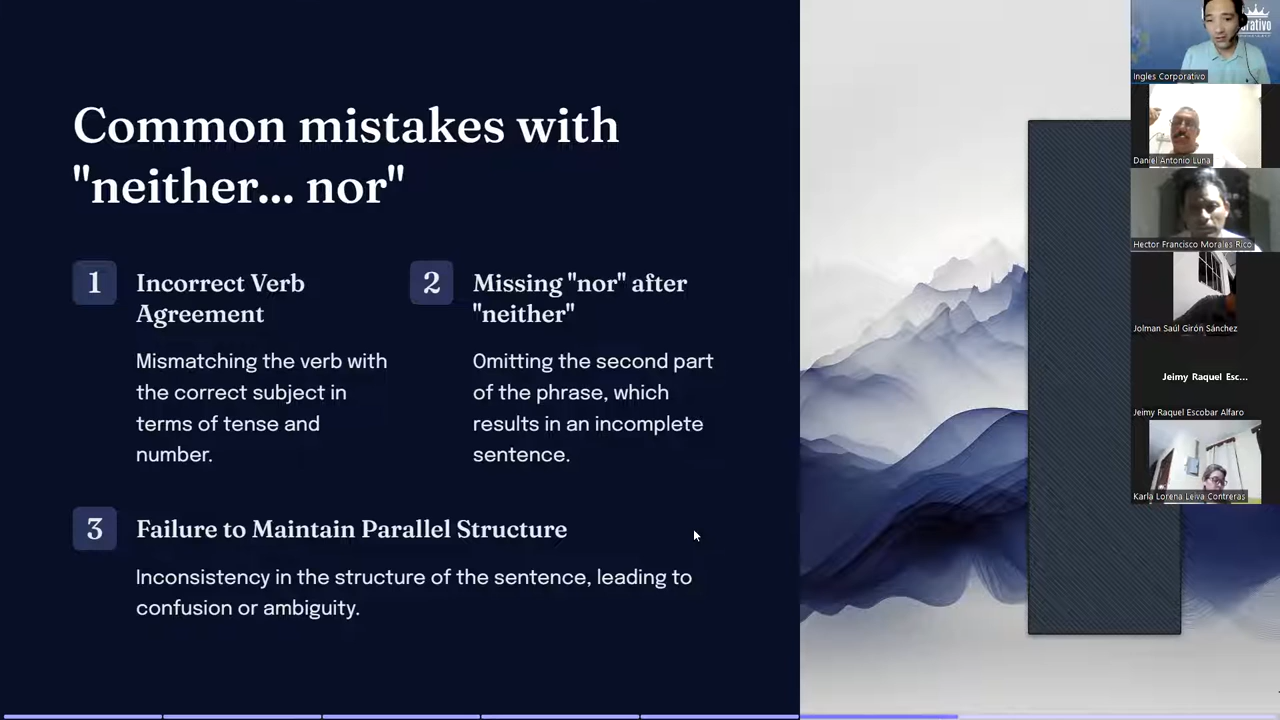 Common mistakes with
"neither... nor"
1
Incorrect Verb
Agreement
Mismatching the verb with
the correct subject in
terms of tense and
number.
2
Missing "nor" after
"neither"
Omitting the second part
of the phrase, which
results in an incomplete
sentence.
3
Failure to Maintain Parallel Structure
Inconsistency in the structure of the sentence, leading to
confusion or ambiguity.
Ingles Corporativo
Daniel Antonio Luna
Hector Francisco Morales Rico
Jolman Saúl Girón Sánchez
Jeimy Raquel Esc...
Jeimy Raquel Escobar Alfaro
Karla Lorena Leiva Contreras